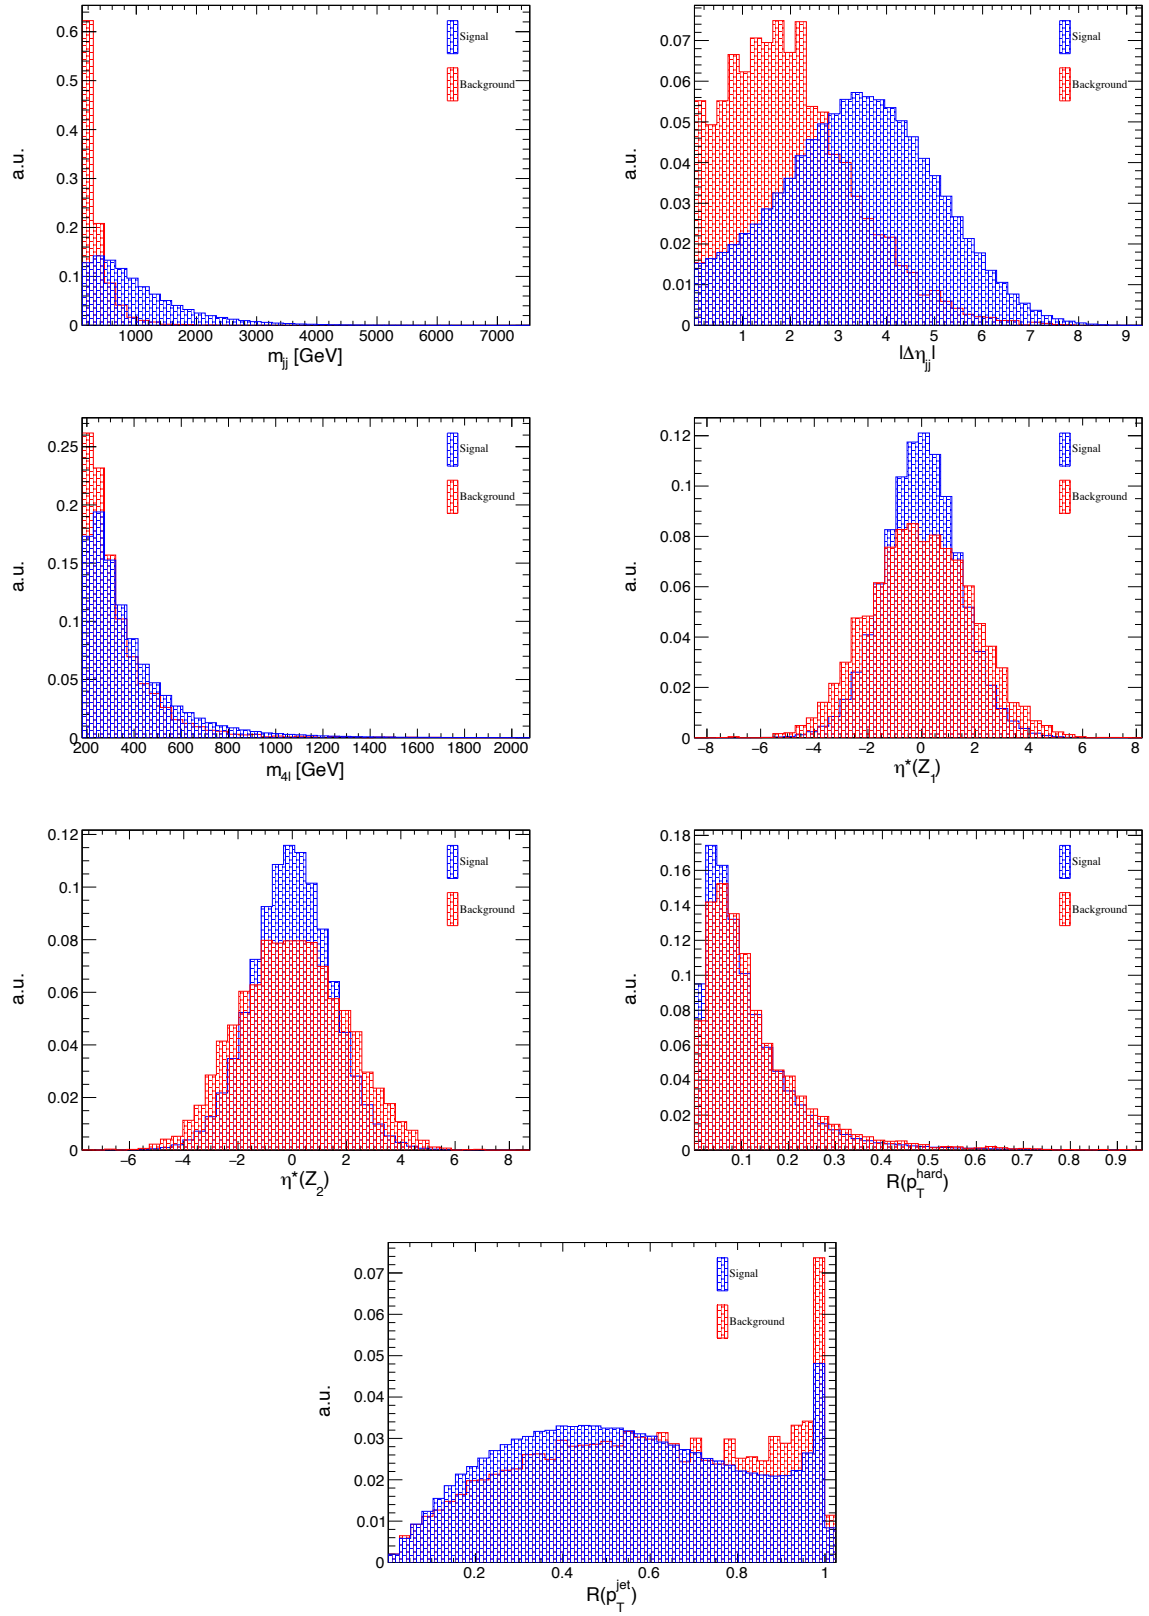 0.6
0.5
0.4
0.3
0.2
0.1
0
a.u.
Signal
Background
1000 2000 3000 4000 5000 6000 7000
m_jj [GeV]
0.07
0.06
0.05
0.04
0.03
0.02
0.01
0
a.u.
Signal
Background
1 2 3 4 5 6 7 8 9
|Δη_jj|
0.25
0.2
0.15
0.1
0.05
0
a.u.
Signal
Background
200 400 600 800 1000 1200 1400 1600 1800 2000
m_4l [GeV]
0.12
0.1
0.08
0.06
0.04
0.02
0
a.u.
Signal
Background
−8 −6 −4 −2 0 2 4 6 8
η*(Z_1)
0.12
0.1
0.08
0.06
0.04
0.02
0
a.u.
Signal
Background
−6 −4 −2 0 2 4 6 8
η*(Z_2)
0.18
0.16
0.14
0.12
0.1
0.08
0.06
0.04
0.02
0
a.u.
Signal
Background
0.1 0.2 0.3 0.4 0.5 0.6 0.7 0.8 0.9
R(p_T^hard)
0.07
0.06
0.05
0.04
0.03
0.02
0.01
0
a.u.
Signal
Background
0.2 0.4 0.6 0.8 1
R(p_T^jet)